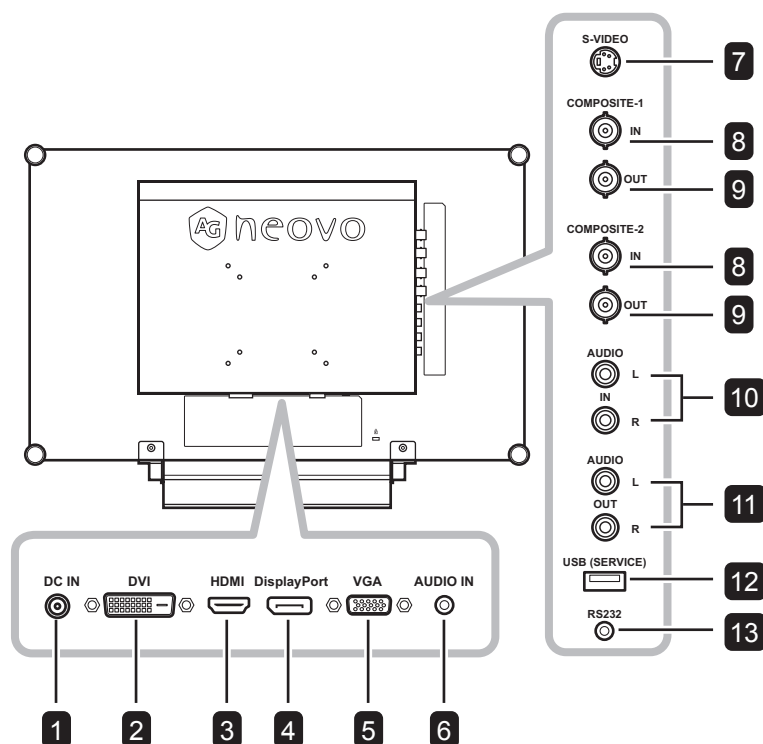 S-VIDEO
7
COMPOSITE-1
IN
8
OUT
9
COMPOSITE-2
IN
8
OUT
9
AUDIO
L
IN
R
10
AUDIO
L
OUT
R
11
USB (SERVICE)
12
RS232
13
AG neovo
DC IN DVI HDMI DisplayPort VGA AUDIO IN
1 2 3 4 5 6